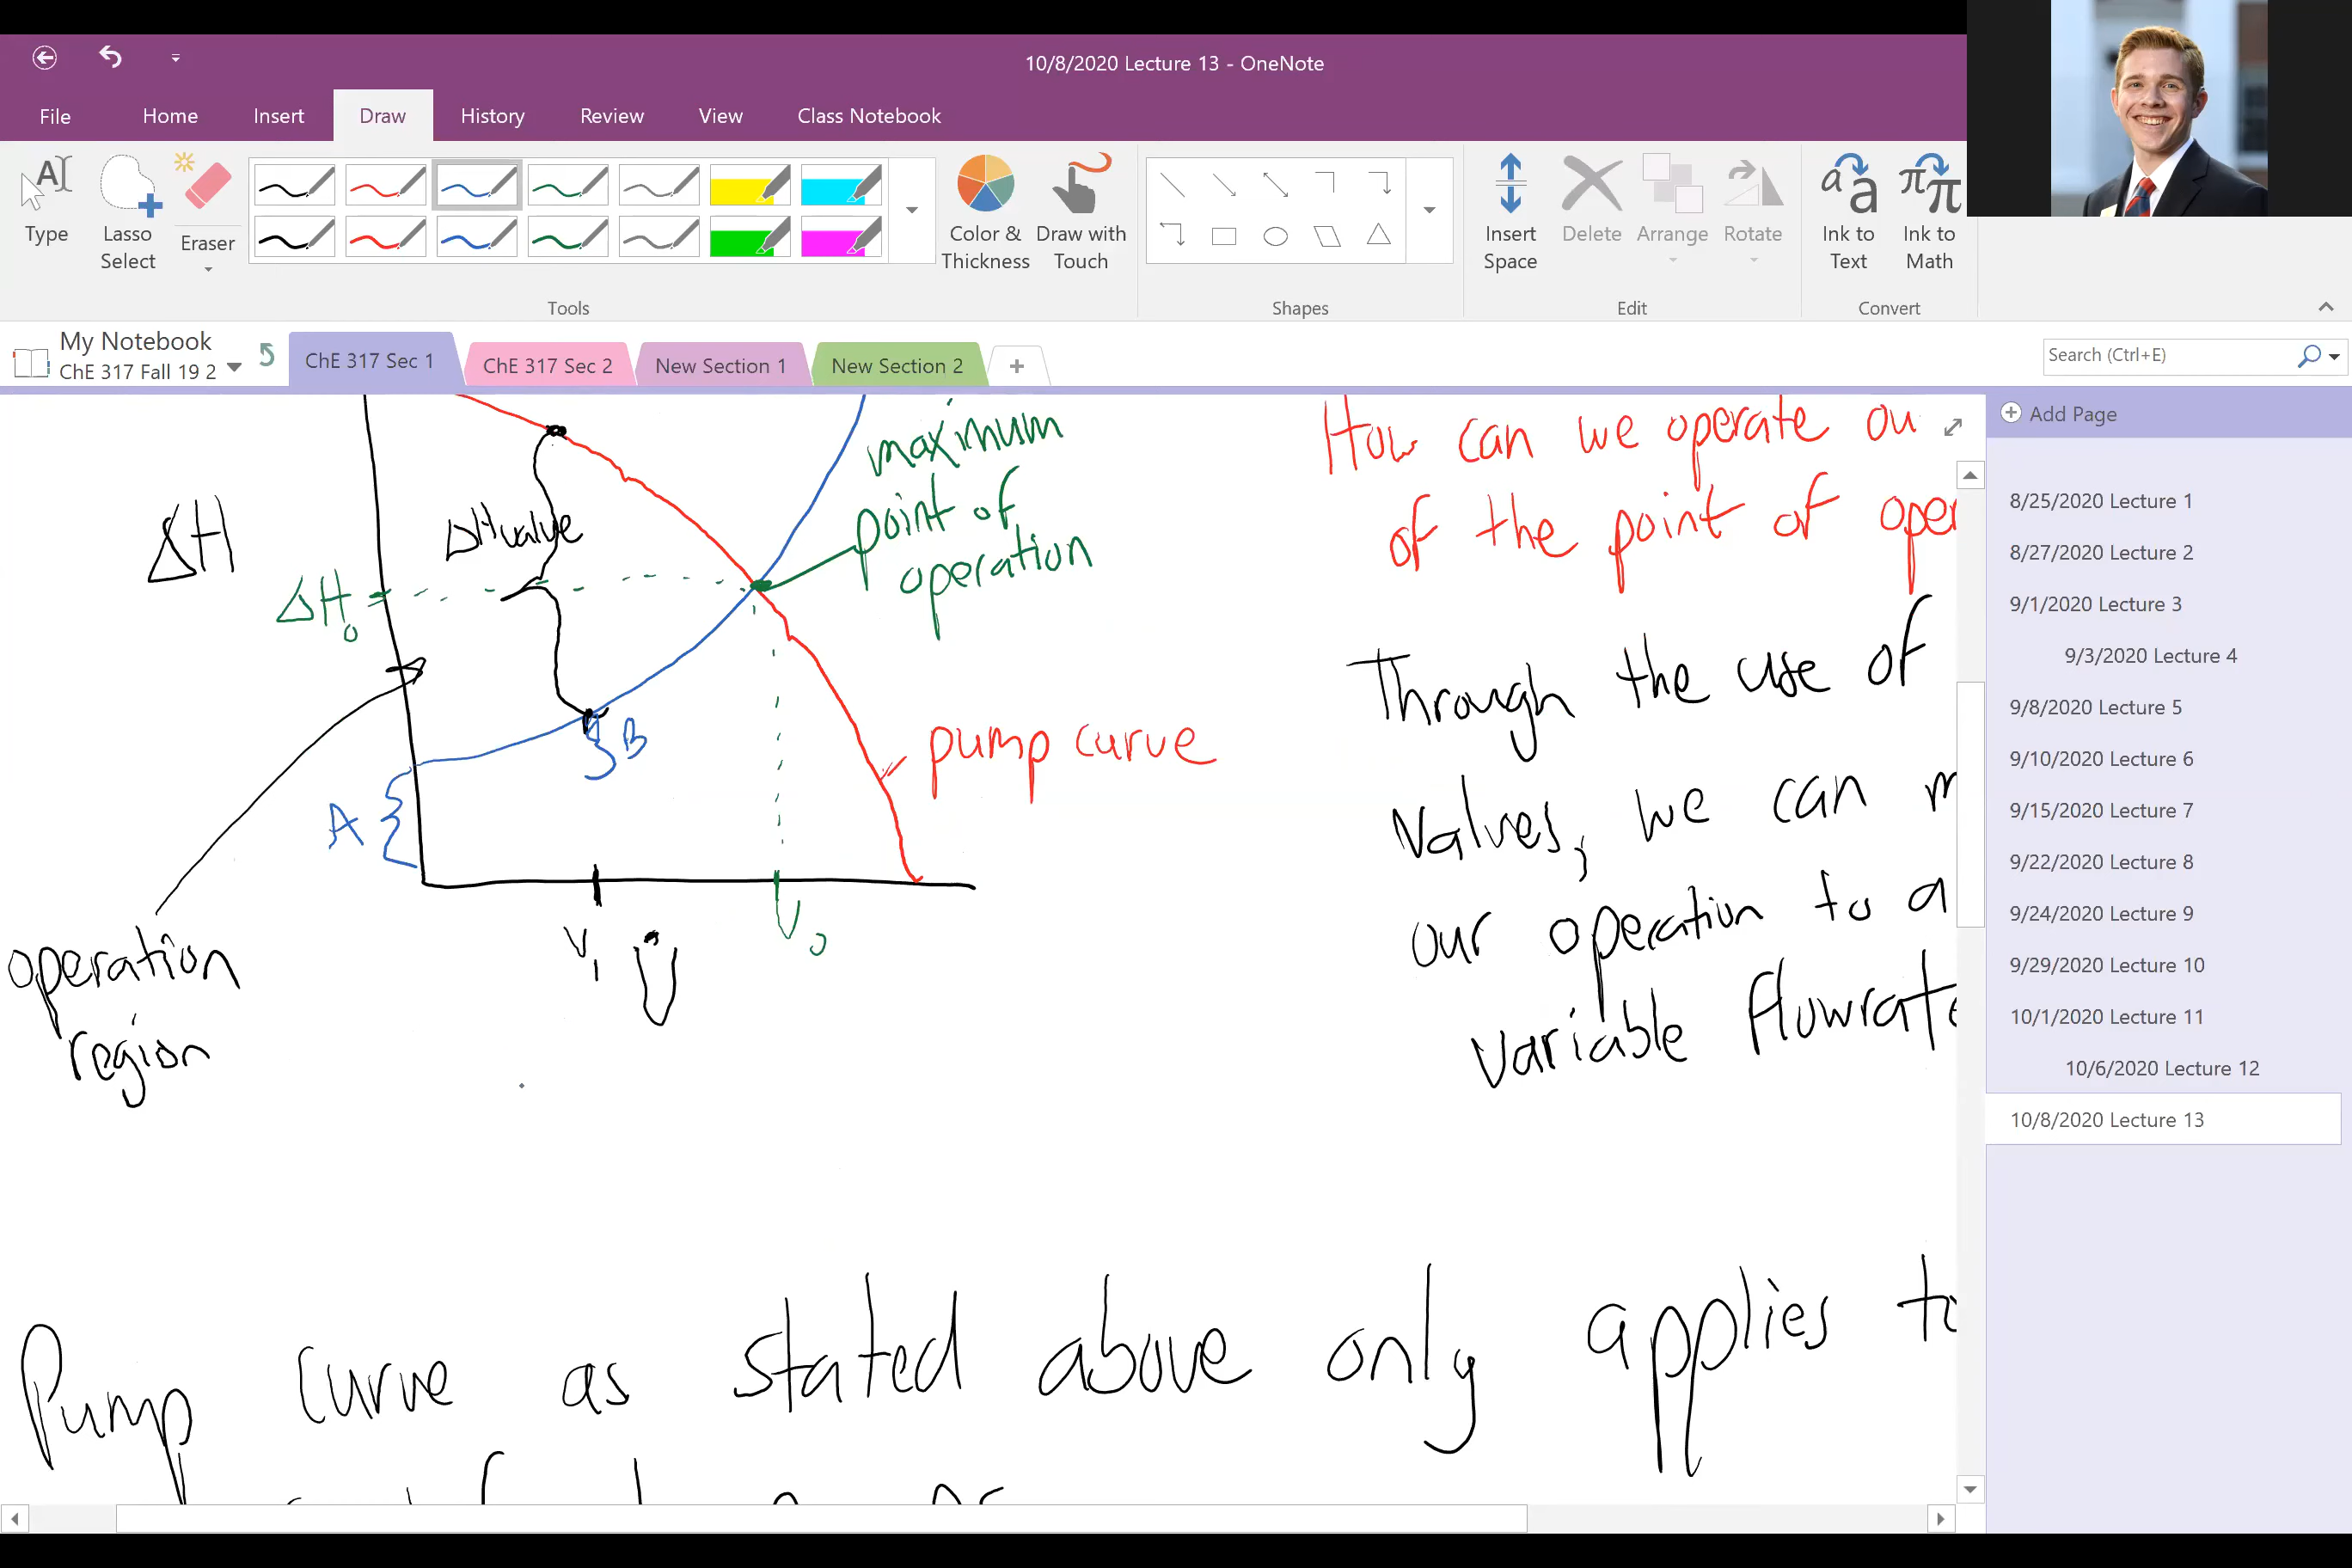 10/8/2020 Lecture 13 - OneNote
File Home Insert Draw History Review View Class Notebook
Type
Lasso Select
Eraser
Color & Thickness
Draw with Touch
Insert Space
Delete
Arrange
Rotate
Ink to Text
Ink to Math
Tools
Shapes
Edit
Convert
My Notebook
ChE 317 Fall 19 2
ChE 317 Sec 1
ChE 317 Sec 2
New Section 1
New Section 2
Search (Ctrl+E)
Add Page
8/25/2020 Lecture 1
8/27/2020 Lecture 2
9/1/2020 Lecture 3
9/3/2020 Lecture 4
9/8/2020 Lecture 5
9/10/2020 Lecture 6
9/15/2020 Lecture 7
9/22/2020 Lecture 8
9/24/2020 Lecture 9
9/29/2020 Lecture 10
10/1/2020 Lecture 11
10/6/2020 Lecture 12
10/8/2020 Lecture 13
maximum
point of
operation
ΔH
ΔHvalve
ΔH₀
B
pump curve
A
V₁
V̇
V₀
operation
region
How can we operate ou
of the point of oper
Through the use of
valves, we can m
our operation to a
variable flowrate
Pump curve as stated above only applies to